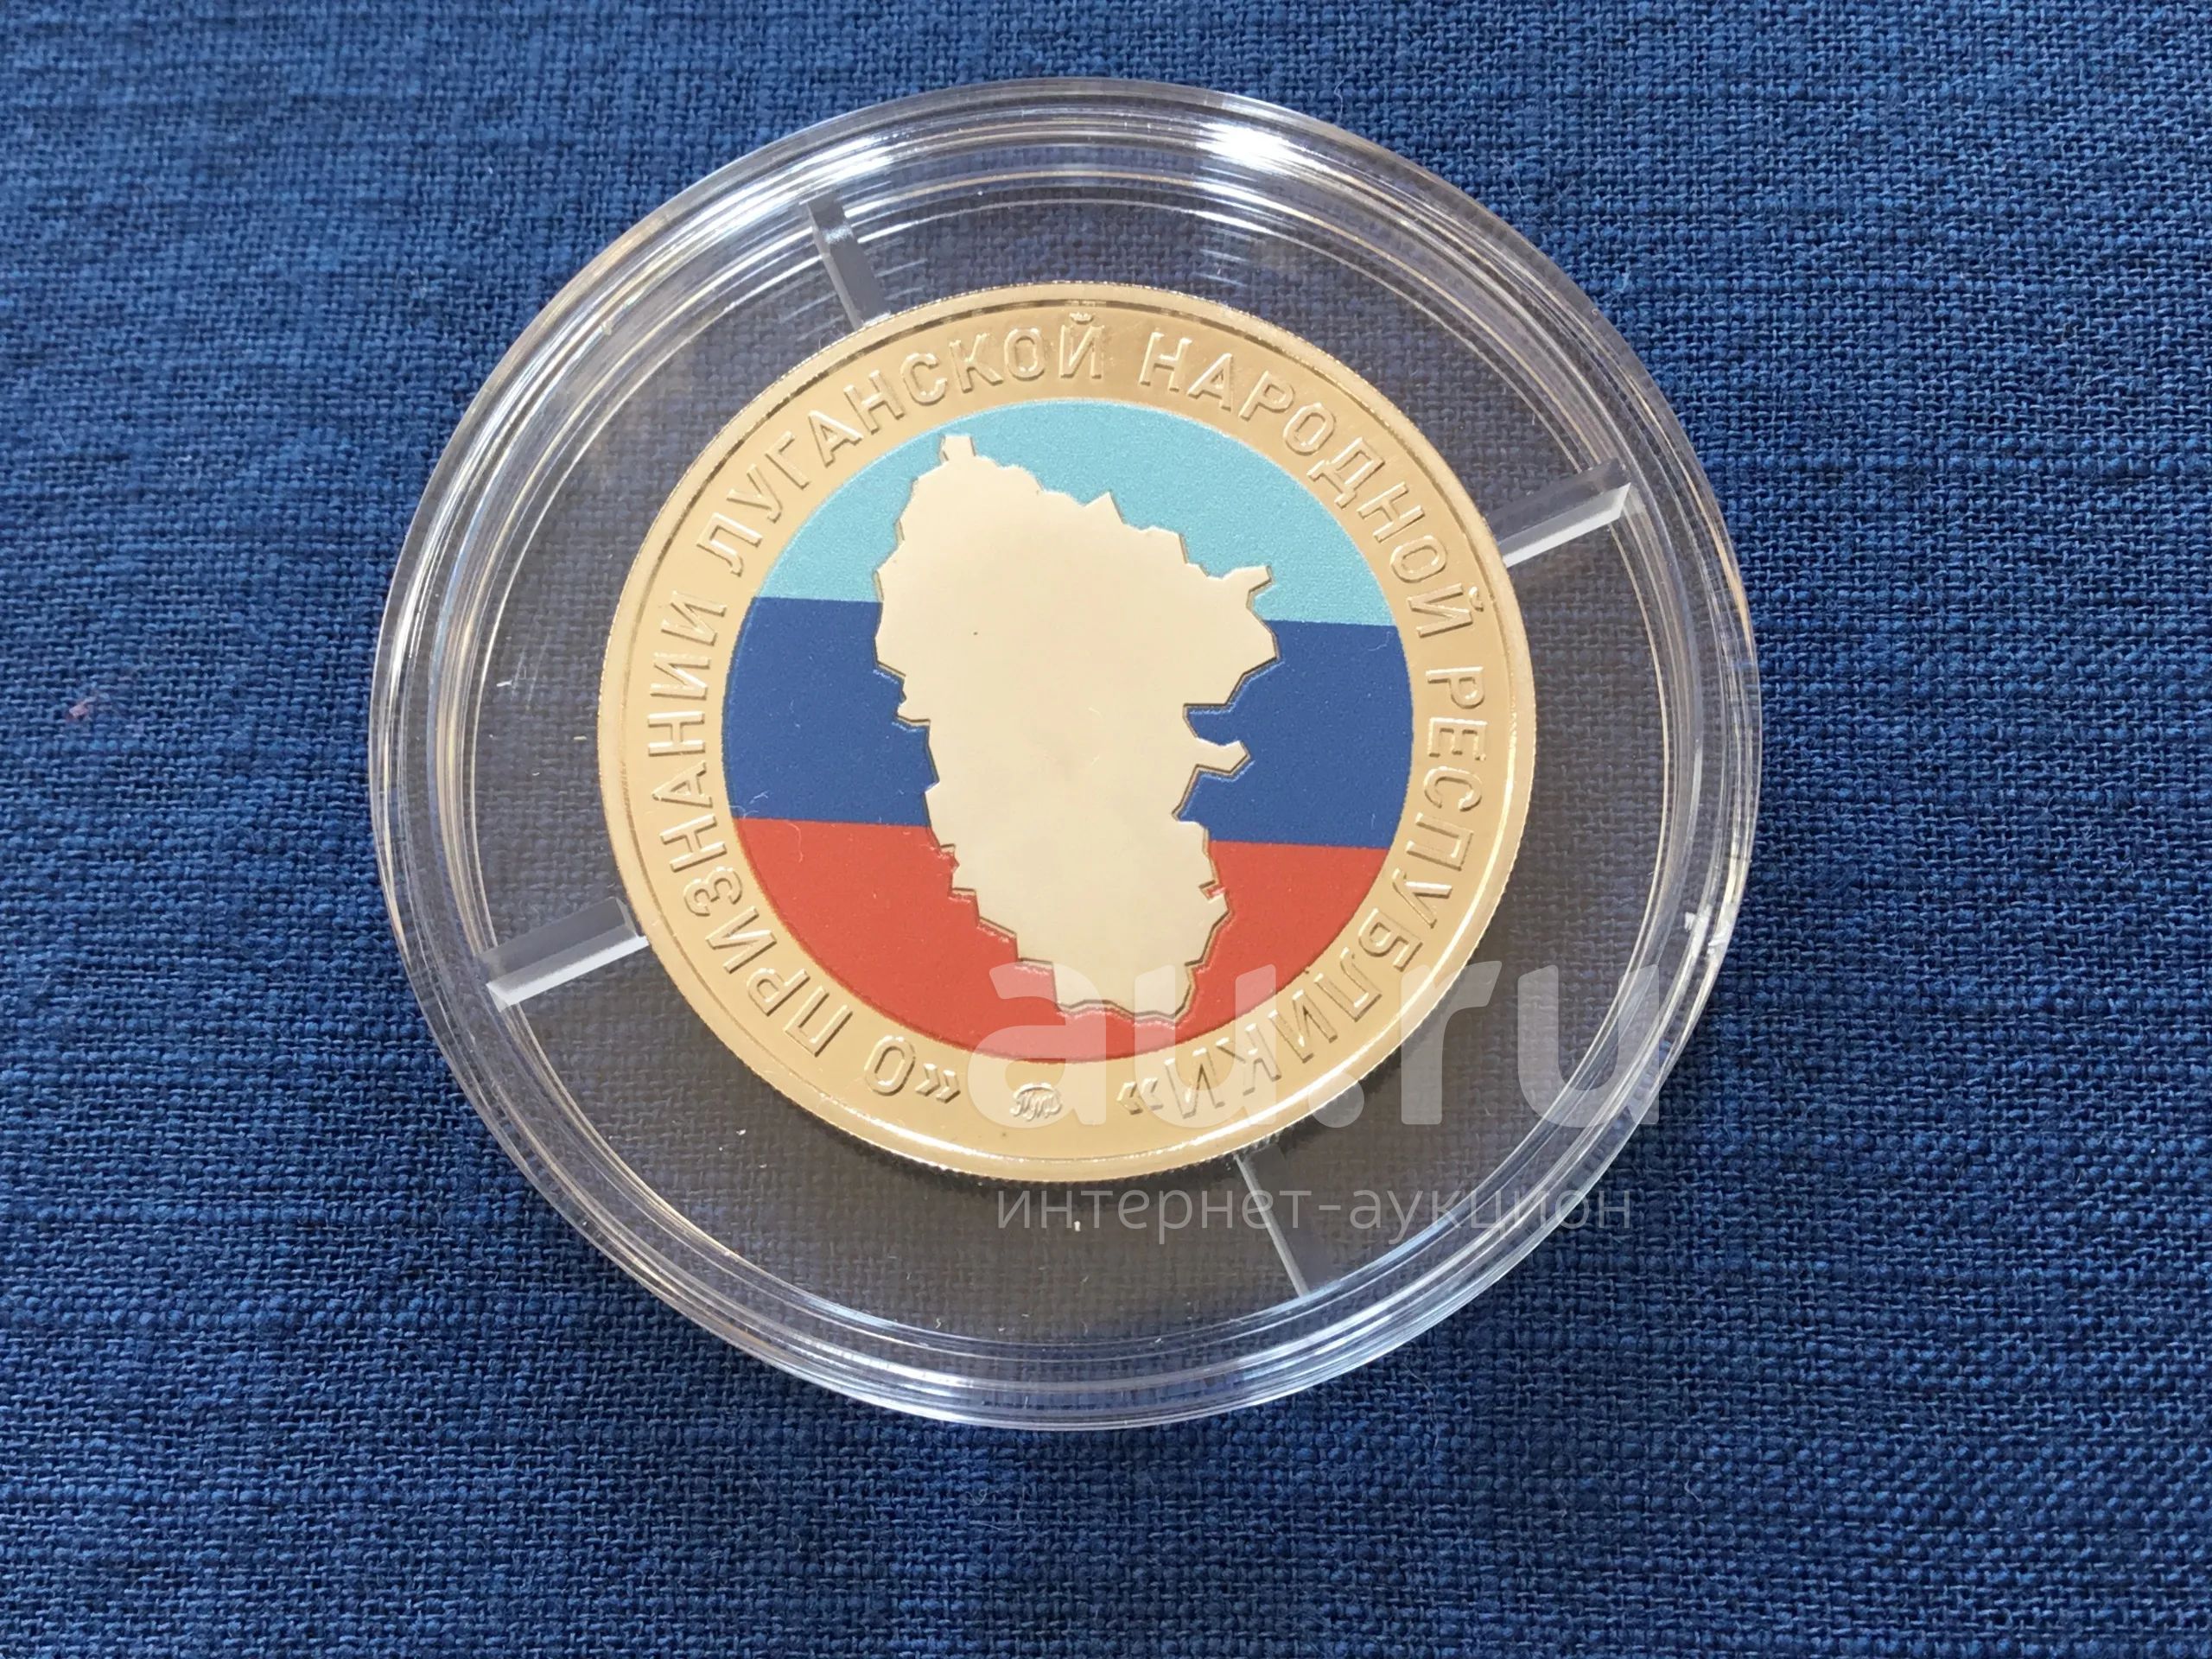 «О ПРИЗНАНИИ ЛУГАНСКОЙ НАРОДНОЙ РЕСПУБЛИКИ»
au.ru
интернет-аукцион